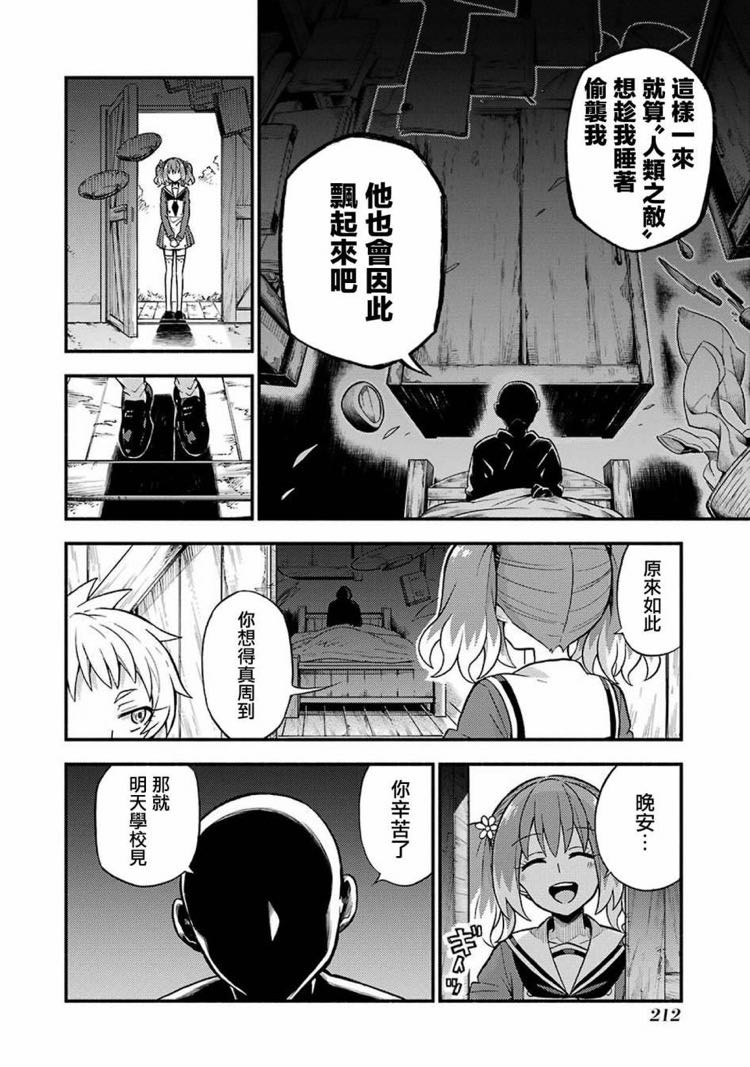 這樣一來
就算〝人類之敵〞
想趁我睡著
偷襲我
他也會因此
飄起來吧
原來如此
你想得真周到
晚安…
ギイッ
你辛苦了
那就
明天學校見
212